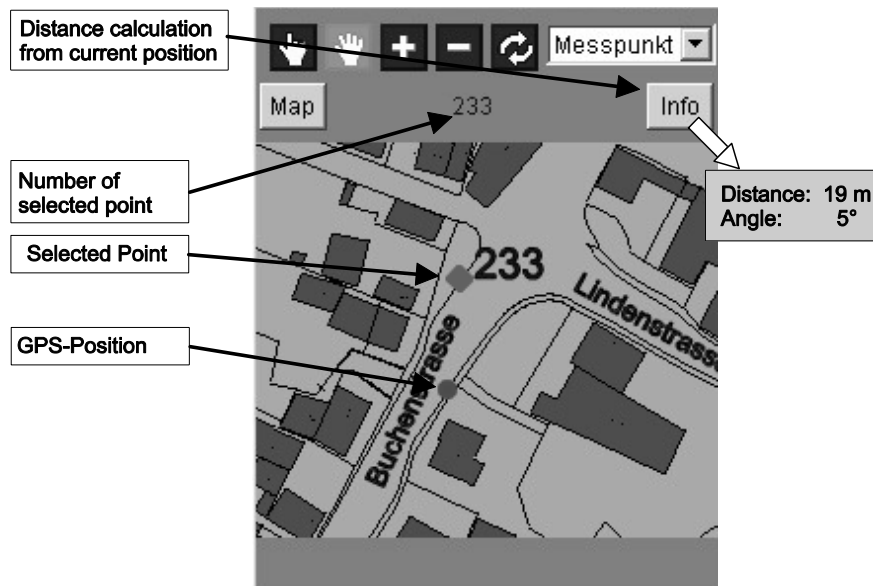 Distance calculation
from current position
Messpunkt
Map
233
Info
Number of
selected point
Distance: 19 m
Angle: 5°
Selected Point
233
Lindenstrasse
GPS-Position
Buchenstrasse